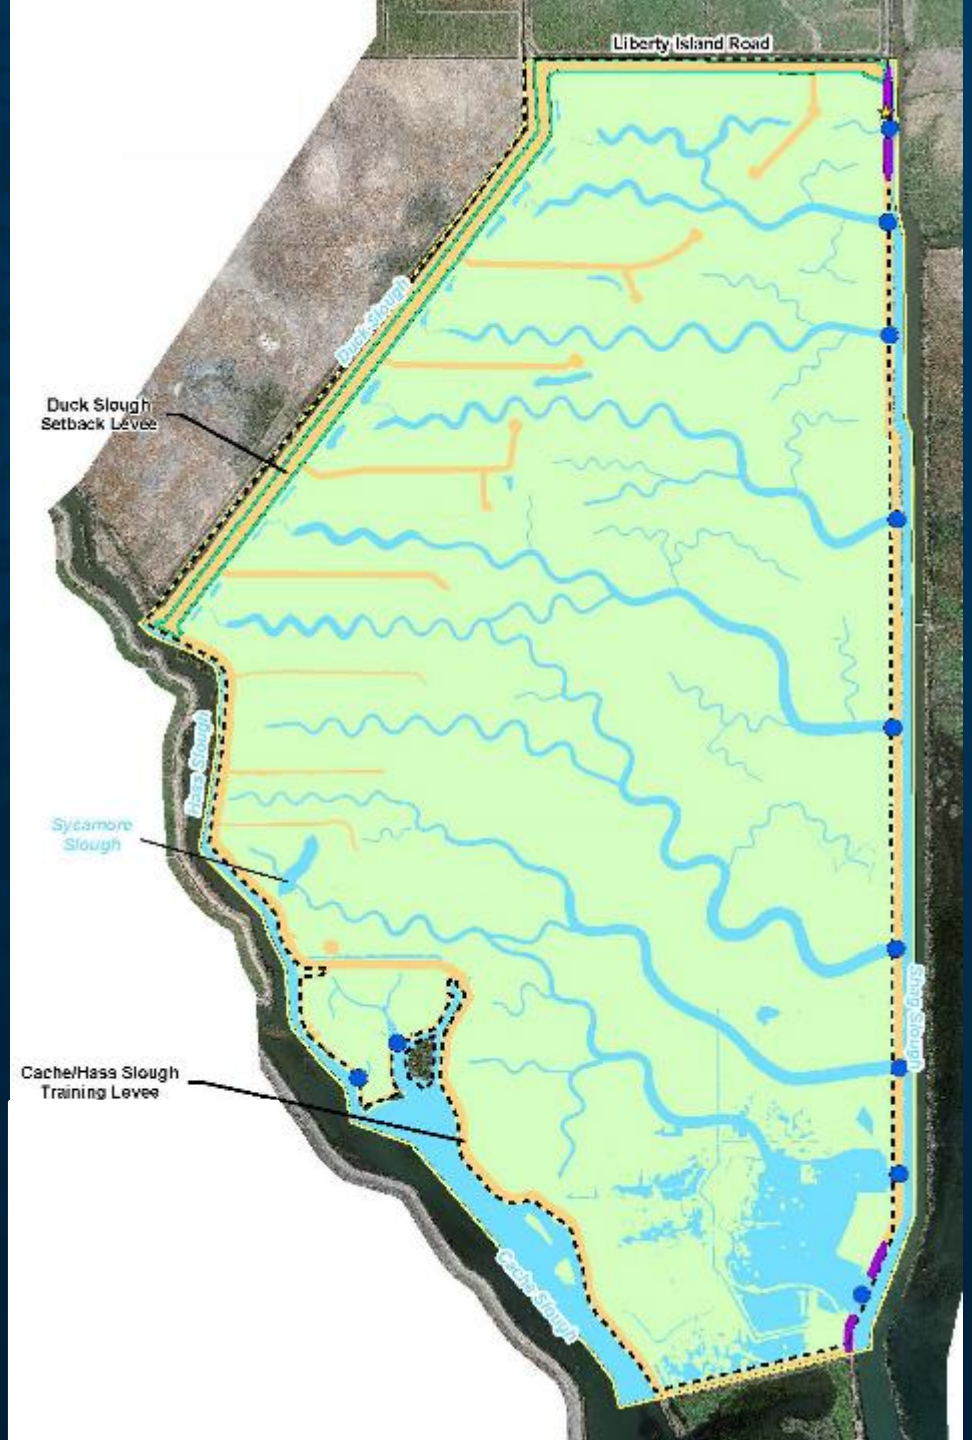 Liberty Island Road
Duck Slough
Duck Slough
Setback Levee
Hass Slough
Sycamore
Slough
Shag Slough
Cache/Hass Slough
Training Levee
Cache Slough